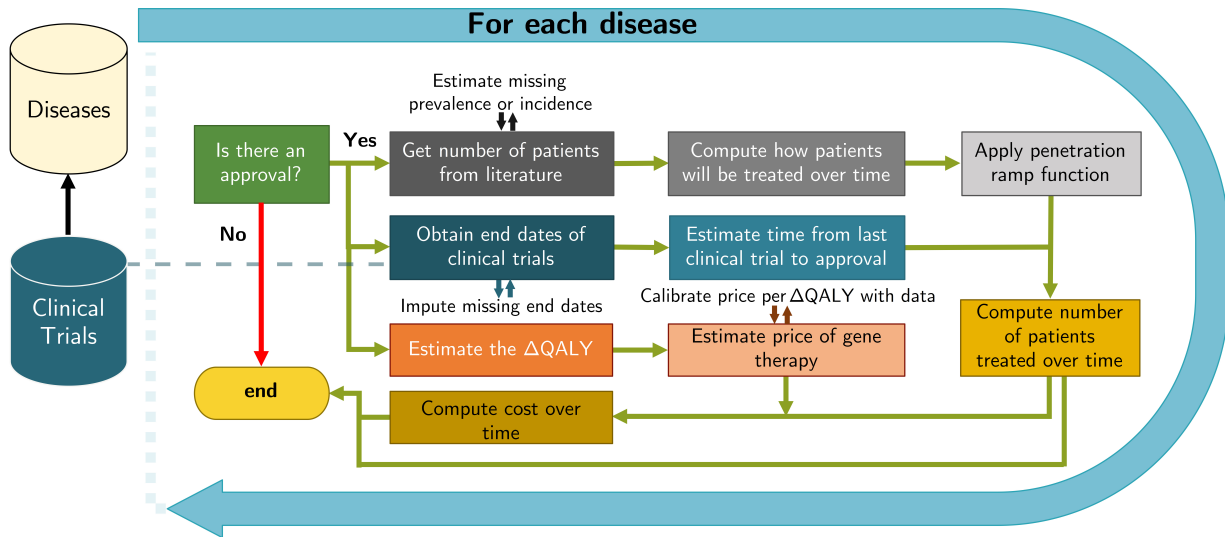 For each disease
Diseases
Clinical
Trials
Estimate missing
prevalence or incidence
Is there an
approval?
Yes
No
Get number of patients
from literature
Compute how patients
will be treated over time
Apply penetration
ramp function
Obtain end dates of
clinical trials
Estimate time from last
clinical trial to approval
Impute missing end dates
Calibrate price per ΔQALY with data
Estimate the ΔQALY
Estimate price of gene
therapy
Compute number
of patients
treated over time
end
Compute cost over
time